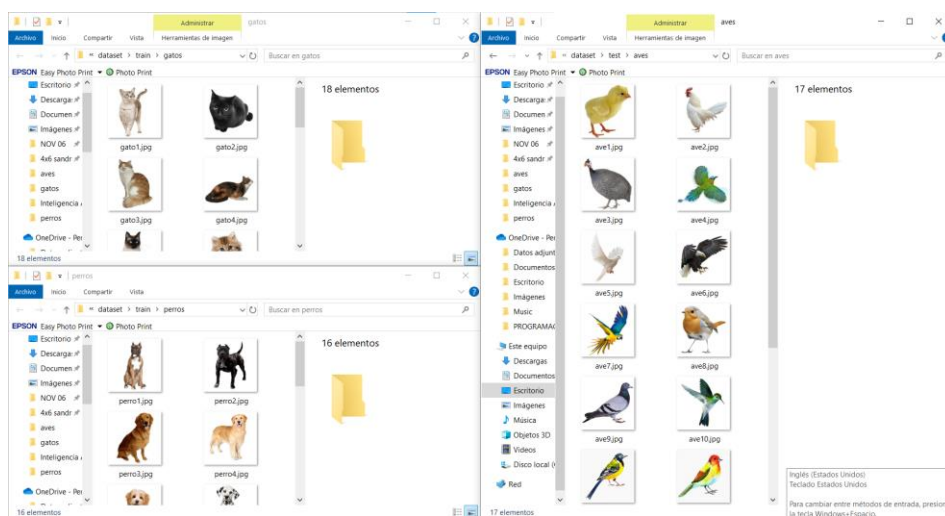 Administrar gatos
Archivo Inicio Compartir Vista Herramientas de imagen
« dataset › train › gatos Buscar en gatos
EPSON Easy Photo Print Photo Print
Escritorio
Descargas
Documen
Imágenes
NOV 06
4x6 sandr
aves
gatos
Inteligencia
perros
OneDrive - Per
gato1.jpg gato2.jpg
gato3.jpg gato4.jpg
18 elementos
18 elementos
perros
Archivo Inicio Compartir Vista
« dataset › train › perros Buscar en perros
EPSON Easy Photo Print Photo Print
Escritorio
Descargas
Documen
Imágenes
NOV 06
4x6 sandr
aves
gatos
Inteligencia
perros
OneDrive - Per
perro1.jpg perro2.jpg
perro3.jpg perro4.jpg
16 elementos
16 elementos
Administrar aves
Archivo Inicio Compartir Vista Herramientas de imagen
« dataset › test › aves Buscar en aves
EPSON Easy Photo Print Photo Print
Escritorio
Descargas
Documen
Imágenes
NOV 06
4x6 sandr
aves
gatos
Inteligencia
perros
OneDrive - Per
Datos adjunt
Documentos
Escritorio
Imágenes
Music
PROGRAMAC
Este equipo
Descargas
Documentos
Escritorio
Imágenes
Música
Objetos 3D
Videos
Disco local (
Red
ave1.jpg ave2.jpg
ave3.jpg ave4.jpg
ave5.jpg ave6.jpg
ave7.jpg ave8.jpg
ave9.jpg ave10.jpg
17 elementos
17 elementos
Inglés (Estados Unidos)
Teclado Estados Unidos
Para cambiar entre métodos de entrada, presion
la tecla Windows+Espacio.